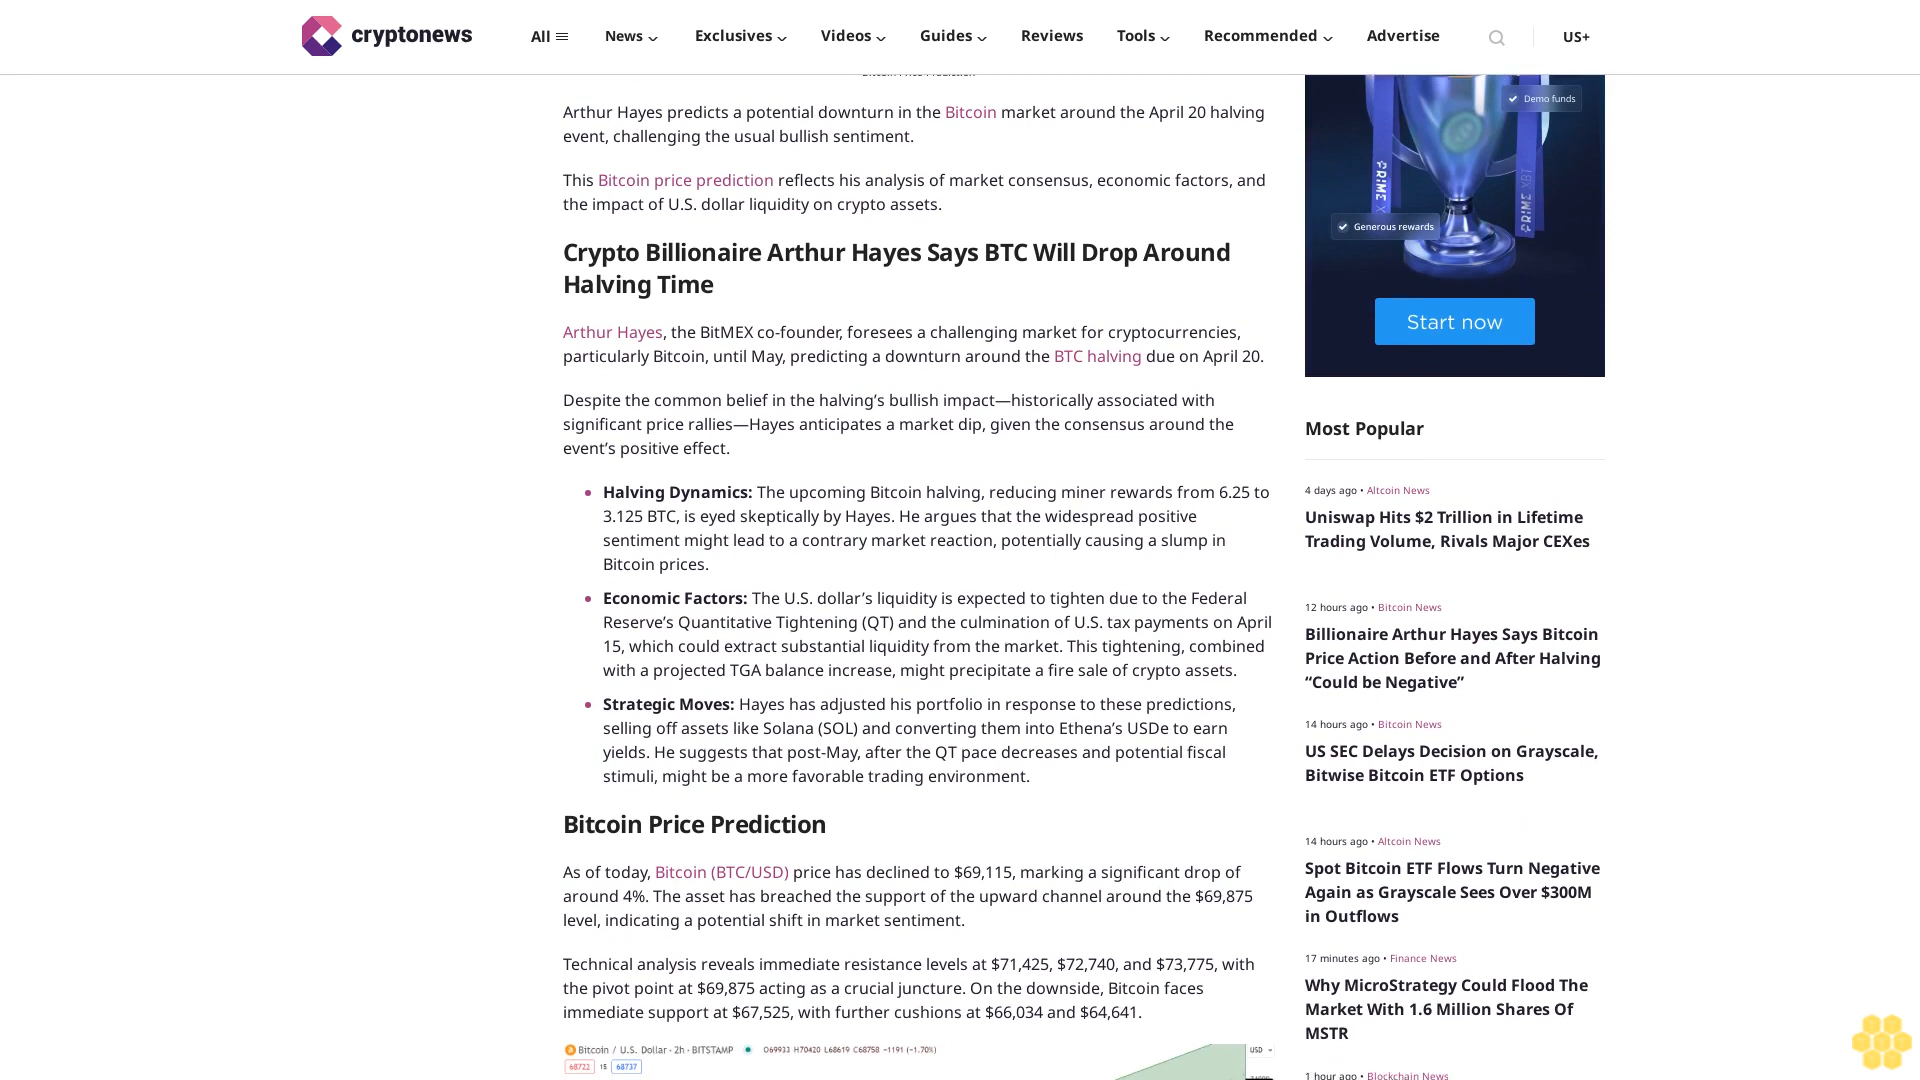 cryptonews
All
News
Exclusives
Videos
Guides
Reviews
Tools
Recommended
Advertise
US+
Arthur Hayes predicts a potential downturn in the Bitcoin market around the April 20 halving
event, challenging the usual bullish sentiment.
This Bitcoin price prediction reflects his analysis of market consensus, economic factors, and
the impact of U.S. dollar liquidity on crypto assets.
Crypto Billionaire Arthur Hayes Says BTC Will Drop Around
Halving Time
Arthur Hayes, the BitMEX co-founder, foresees a challenging market for cryptocurrencies,
particularly Bitcoin, until May, predicting a downturn around the BTC halving due on April 20.
Despite the common belief in the halving’s bullish impact—historically associated with
significant price rallies—Hayes anticipates a market dip, given the consensus around the
event’s positive effect.
Halving Dynamics: The upcoming Bitcoin halving, reducing miner rewards from 6.25 to
3.125 BTC, is eyed skeptically by Hayes. He argues that the widespread positive
sentiment might lead to a contrary market reaction, potentially causing a slump in
Bitcoin prices.
Economic Factors: The U.S. dollar’s liquidity is expected to tighten due to the Federal
Reserve’s Quantitative Tightening (QT) and the culmination of U.S. tax payments on April
15, which could extract substantial liquidity from the market. This tightening, combined
with a projected TGA balance increase, might precipitate a fire sale of crypto assets.
Strategic Moves: Hayes has adjusted his portfolio in response to these predictions,
selling off assets like Solana (SOL) and converting them into Ethena’s USDe to earn
yields. He suggests that post-May, after the QT pace decreases and potential fiscal
stimuli, might be a more favorable trading environment.
Bitcoin Price Prediction
As of today, Bitcoin (BTC/USD) price has declined to $69,115, marking a significant drop of
around 4%. The asset has breached the support of the upward channel around the $69,875
level, indicating a potential shift in market sentiment.
Technical analysis reveals immediate resistance levels at $71,425, $72,740, and $73,775, with
the pivot point at $69,875 acting as a crucial juncture. On the downside, Bitcoin faces
immediate support at $67,525, with further cushions at $66,034 and $64,641.
Bitcoin / U.S. Dollar · 2h · BITSTAMP O69933 H70420 L68619 C68758 −1191 (−1.70%)
USD
68722 15 68737
Demo funds
PRIME X
PRIME XBT
Generous rewards
Start now
Most Popular
4 days ago • Altcoin News
Uniswap Hits $2 Trillion in Lifetime
Trading Volume, Rivals Major CEXes
12 hours ago • Bitcoin News
Billionaire Arthur Hayes Says Bitcoin
Price Action Before and After Halving
“Could be Negative”
14 hours ago • Bitcoin News
US SEC Delays Decision on Grayscale,
Bitwise Bitcoin ETF Options
14 hours ago • Altcoin News
Spot Bitcoin ETF Flows Turn Negative
Again as Grayscale Sees Over $300M
in Outflows
17 minutes ago • Finance News
Why MicroStrategy Could Flood The
Market With 1.6 Million Shares Of
MSTR
1 hour ago • Blockchain News